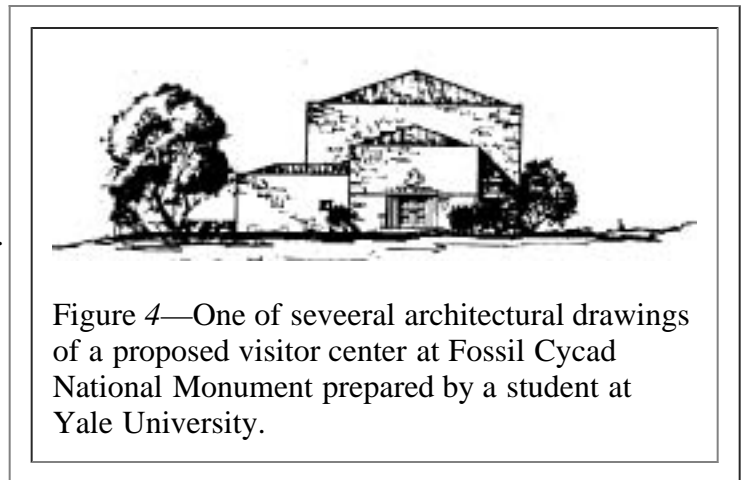 Figure 4—One of seveeral architectural drawings
of a proposed visitor center at Fossil Cycad
National Monument prepared by a student at
Yale University.